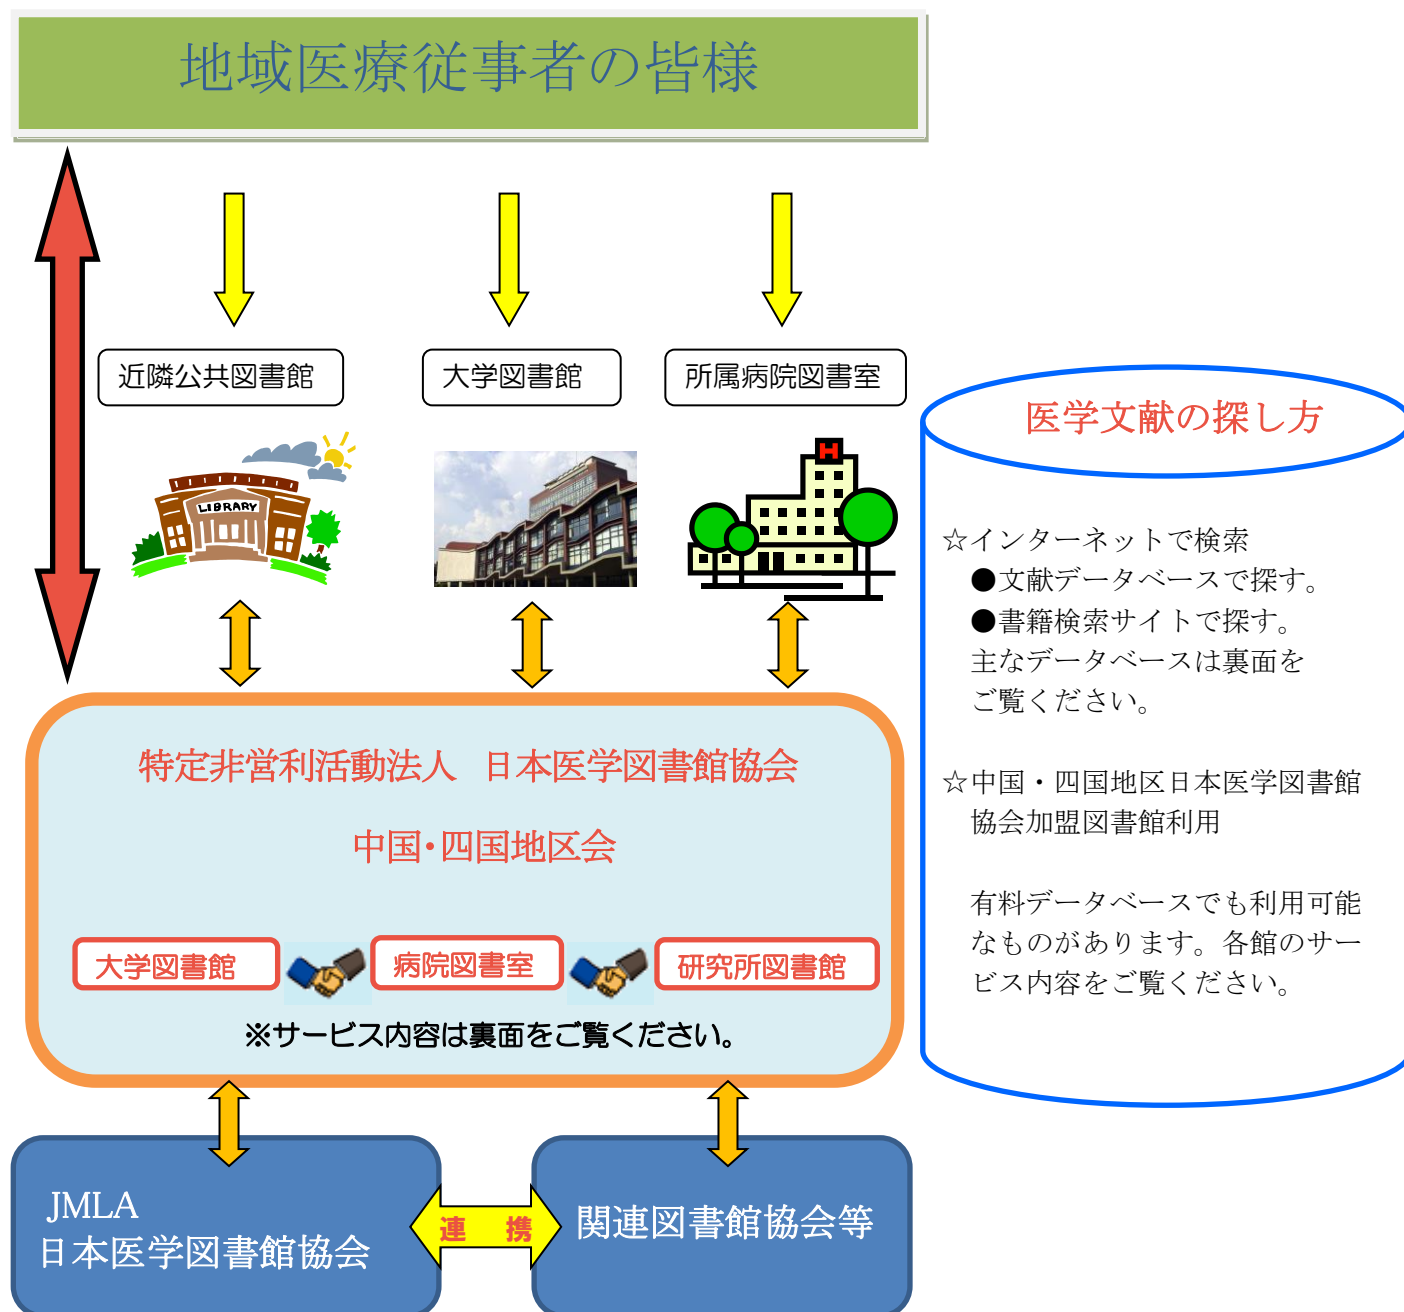 地域医療従事者の皆様
近隣公共図書館
大学図書館
所属病院図書室
LIBRARY
H
特定非営利活動法人 日本医学図書館協会
中国・四国地区会
大学図書館
病院図書室
研究所図書館
※サービス内容は裏面をご覧ください。
JMLA
日本医学図書館協会
連 携
関連図書館協会等
医学文献の探し方
☆インターネットで検索
●文献データベースで探す。
●書籍検索サイトで探す。
主なデータベースは裏面を
ご覧ください。
☆中国・四国地区日本医学図書館
協会加盟図書館利用
有料データベースでも利用可能
なものがあります。各館のサー
ビス内容をご覧ください。